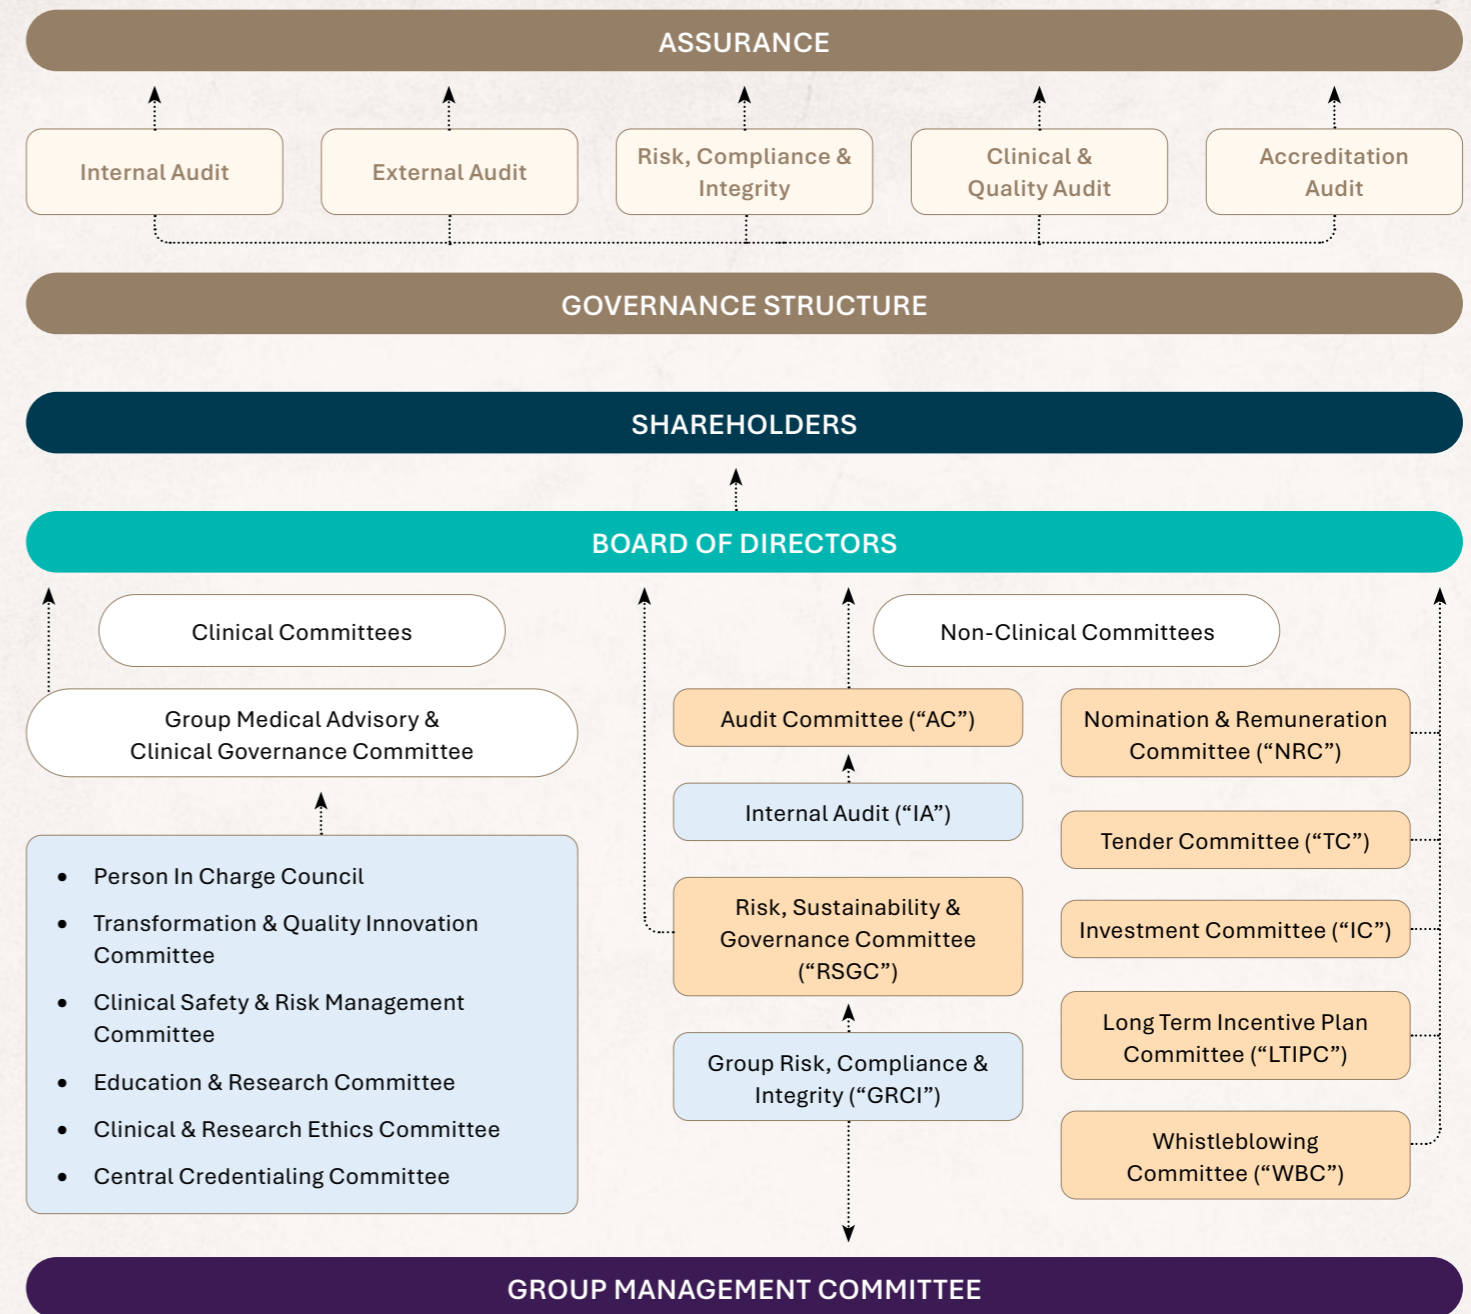 ASSURANCE
Internal Audit
External Audit
Risk, Compliance &
Integrity
Clinical &
Quality Audit
Accreditation
Audit
GOVERNANCE STRUCTURE
SHAREHOLDERS
BOARD OF DIRECTORS
Clinical Committees
Group Medical Advisory &
Clinical Governance Committee
• Person In Charge Council
• Transformation & Quality Innovation
Committee
• Clinical Safety & Risk Management
Committee
• Education & Research Committee
• Clinical & Research Ethics Committee
• Central Credentialing Committee
Non-Clinical Committees
Audit Committee (“AC”)
Internal Audit (“IA”)
Risk, Sustainability &
Governance Committee
(“RSGC”)
Group Risk, Compliance &
Integrity (“GRCI”)
Nomination & Remuneration
Committee (“NRC”)
Tender Committee (“TC”)
Investment Committee (“IC”)
Long Term Incentive Plan
Committee (“LTIPC”)
Whistleblowing
Committee (“WBC”)
GROUP MANAGEMENT COMMITTEE